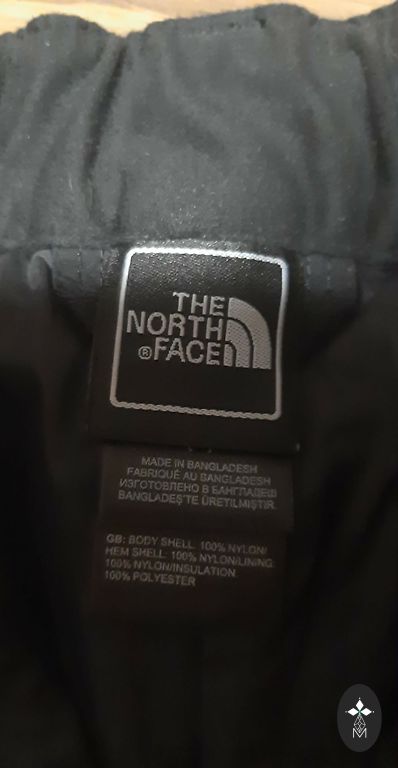 THE
NORTH
®FACE
MADE IN BANGLADESH
FABRIQUÉ AU BANGLADESH
ИЗГОТОВЛЕНО В БАНГЛАДЕШ
BANGLADEŞ'TE ÜRETİLMİŞTİR.
GB: BODY SHELL: 100% NYLON/
HEM SHELL: 100% NYLON/LINING:
100% NYLON/INSULATION:
100% POLYESTER
M